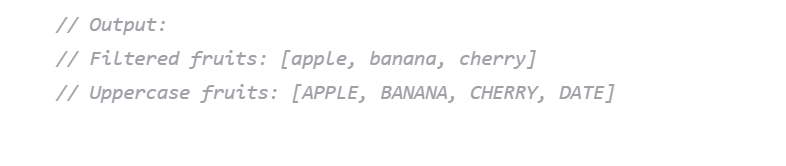 // Output:
// Filtered fruits: [apple, banana, cherry]
// Uppercase fruits: [APPLE, BANANA, CHERRY, DATE]